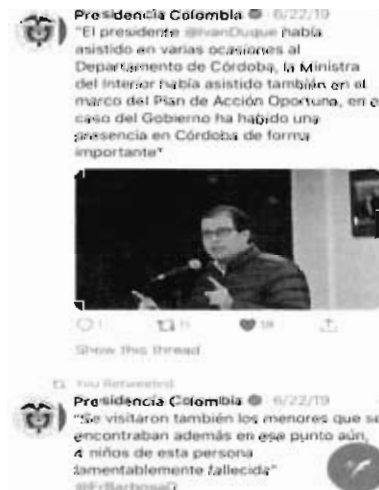 Presidencia Colombia 6/22/19
"El presidente @IvanDuque había
asistido en varias ocasiones al
Departamento de Córdoba, la Ministra
del Interior había asistido también en el
marco del Plan de Acción Oportuna, en e
caso del Gobierno ha habido una
presencia en Córdoba de forma
importante"
1
11
Show this thread
You Retweeted
Presidencia Colombia 6/22/19
"Se visitaron también los menores que se
encontraban además en ese punto aún,
4 niños de esta persona
lamentablemente fallecida"
@FrBarbosaD